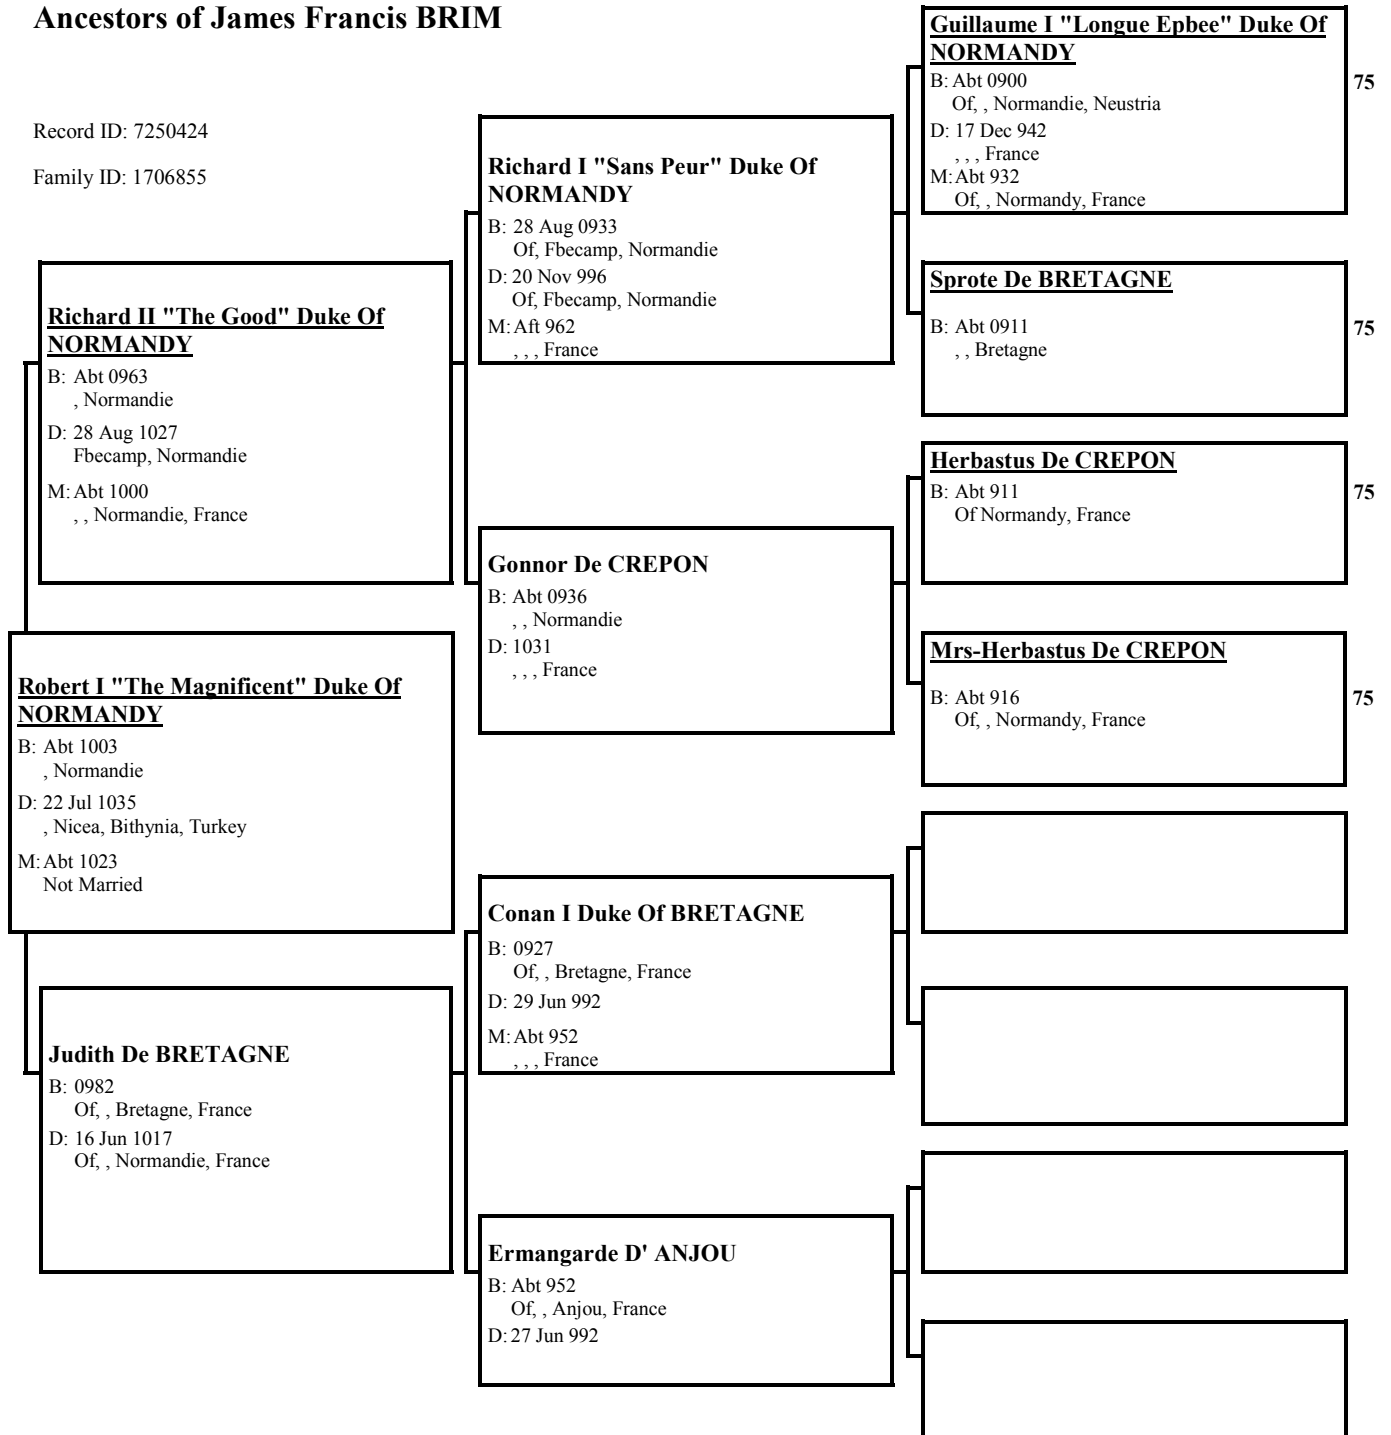 Ancestors of James Francis BRIM
Record ID: 7250424
Family ID: 1706855
Richard II "The Good" Duke Of
NORMANDY
B: Abt 0963
, Normandie
D: 28 Aug 1027
Fbecamp, Normandie
M: Abt 1000
, , Normandie, France
Robert I "The Magnificent" Duke Of
NORMANDY
B: Abt 1003
, Normandie
D: 22 Jul 1035
, Nicea, Bithynia, Turkey
M: Abt 1023
Not Married
Judith De BRETAGNE
B: 0982
Of, , Bretagne, France
D: 16 Jun 1017
Of, , Normandie, France
Richard I "Sans Peur" Duke Of
NORMANDY
B: 28 Aug 0933
Of, Fbecamp, Normandie
D: 20 Nov 996
Of, Fbecamp, Normandie
M: Aft 962
, , , France
Gonnor De CREPON
B: Abt 0936
, , Normandie
D: 1031
, , , France
Conan I Duke Of BRETAGNE
B: 0927
Of, , Bretagne, France
D: 29 Jun 992
M: Abt 952
, , , France
Ermangarde D' ANJOU
B: Abt 952
Of, , Anjou, France
D: 27 Jun 992
Guillaume I "Longue Epbee" Duke Of
NORMANDY
B: Abt 0900
Of, , Normandie, Neustria
D: 17 Dec 942
, , , France
M: Abt 932
Of, , Normandy, France
75
Sprote De BRETAGNE
B: Abt 0911
, , Bretagne
75
Herbastus De CREPON
B: Abt 911
Of Normandy, France
75
Mrs-Herbastus De CREPON
B: Abt 916
Of, , Normandy, France
75